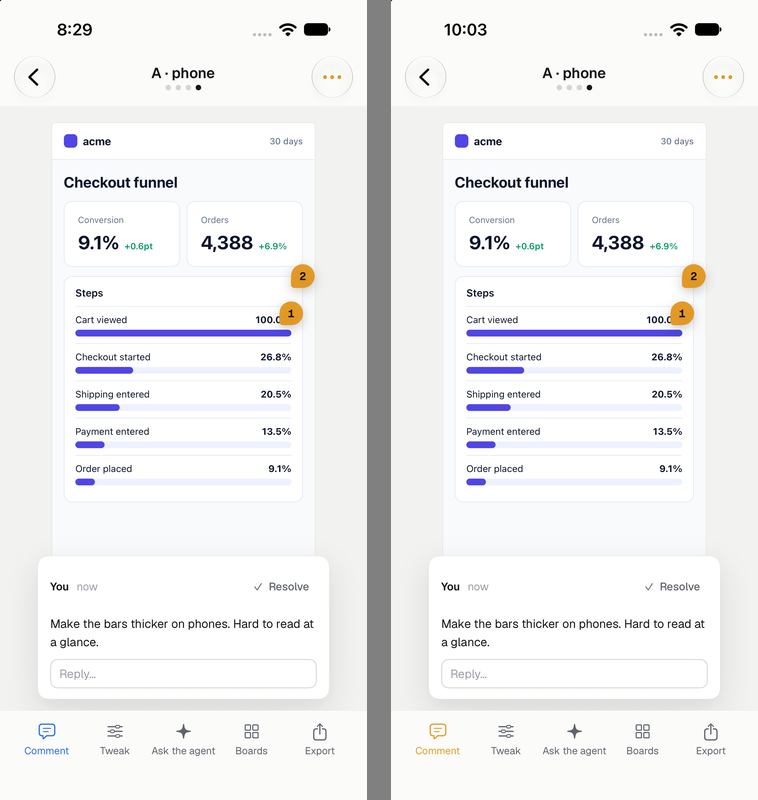 8:29
A · phone
acme
30 days
Checkout funnel
Conversion
Orders
9.1% +0.6pt
4,388 +6.9%
2
Steps
1
Cart viewed
100.0
Checkout started
26.8%
Shipping entered
20.5%
Payment entered
13.5%
Order placed
9.1%
You now
Resolve
Make the bars thicker on phones. Hard to read at
a glance.
Reply...
Comment
Tweak
Ask the agent
Boards
Export
10:03
A · phone
acme
30 days
Checkout funnel
Conversion
Orders
9.1% +0.6pt
4,388 +6.9%
2
Steps
1
Cart viewed
100.0
Checkout started
26.8%
Shipping entered
20.5%
Payment entered
13.5%
Order placed
9.1%
You now
Resolve
Make the bars thicker on phones. Hard to read at
a glance.
Reply...
Comment
Tweak
Ask the agent
Boards
Export